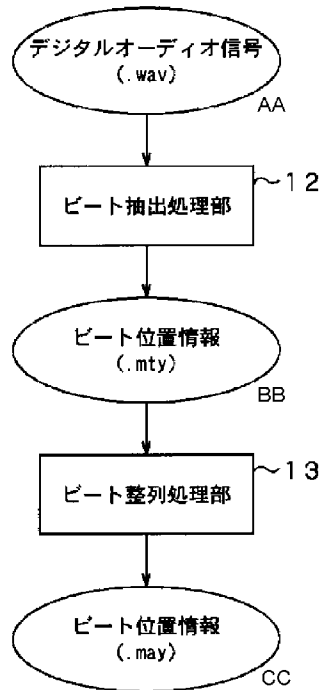 デジタルオーディオ信号
(.wav)
AA
12
ビート抽出処理部
ビート位置情報
(.mty)
BB
13
ビート整列処理部
ビート位置情報
(.may)
CC